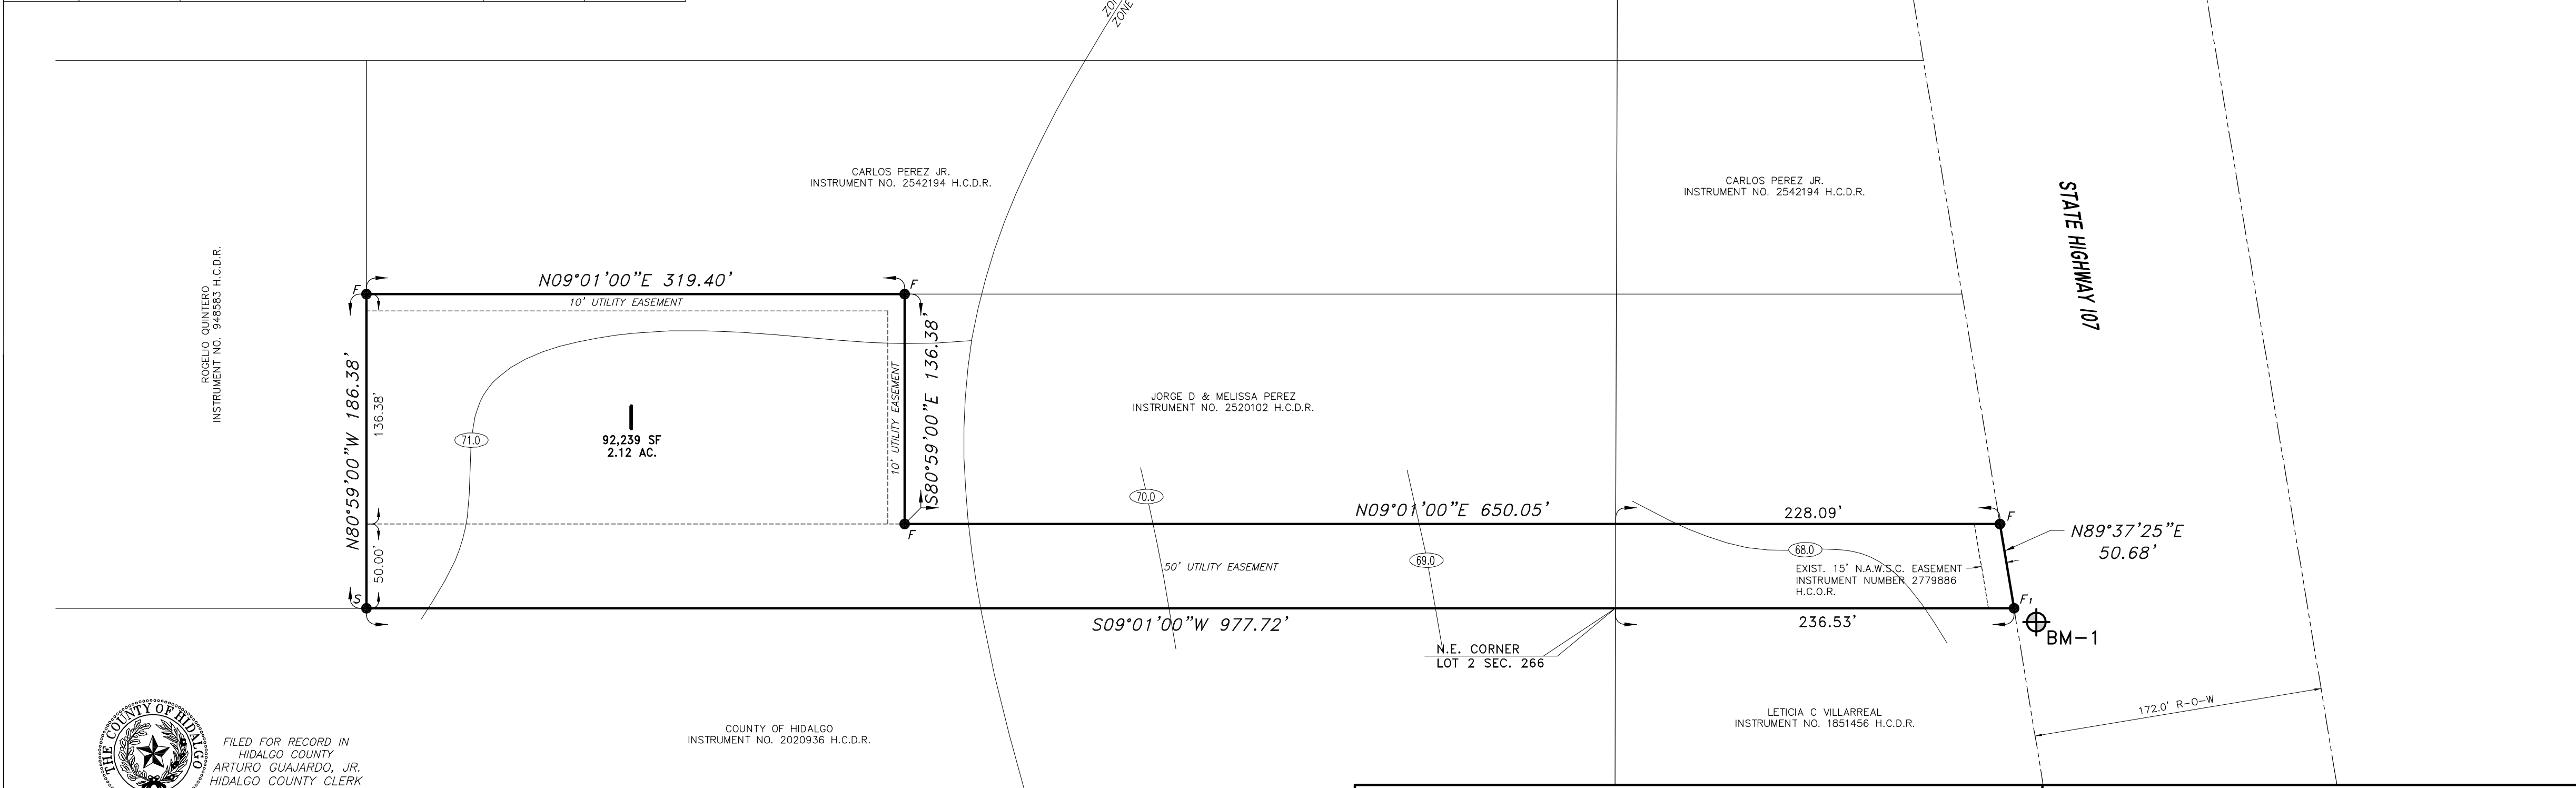 ZONE
CARLOS PEREZ JR.
INSTRUMENT NO. 2542194 H.C.D.R.
CARLOS PEREZ JR.
INSTRUMENT NO. 2542194 H.C.D.R.
STATE HIGHWAY 107
ROGELIO QUINTERO
INSTRUMENT NO. 948583 H.C.D.R.
N09°01'00"E 319.40'
10' UTILITY EASEMENT
F
F
N80°59'00"W 186.38'
136.38'
50.00'
71.0
I
92,239 SF
2.12 AC.
10' UTILITY EASEMENT
S80°59'00"E 136.38'
F
JORGE D & MELISSA PEREZ
INSTRUMENT NO. 2520102 H.C.D.R.
70.0
69.0
N09°01'00"E 650.05'
228.09'
F
N89°37'25"E
50.68'
68.0
50' UTILITY EASEMENT
EXIST. 15' N.A.W.S.C. EASEMENT
INSTRUMENT NUMBER 2779886
H.C.O.R.
S
F1
S09°01'00"W 977.72'
236.53'
BM-1
N.E. CORNER
LOT 2 SEC. 266
COUNTY OF HIDALGO
INSTRUMENT NO. 2020936 H.C.D.R.
LETICIA C VILLARREAL
INSTRUMENT NO. 1851456 H.C.D.R.
172.0' R-O-W
THE COUNTY OF HIDALGO
FILED FOR RECORD IN
HIDALGO COUNTY
ARTURO GUAJARDO, JR.
HIDALGO COUNTY CLERK